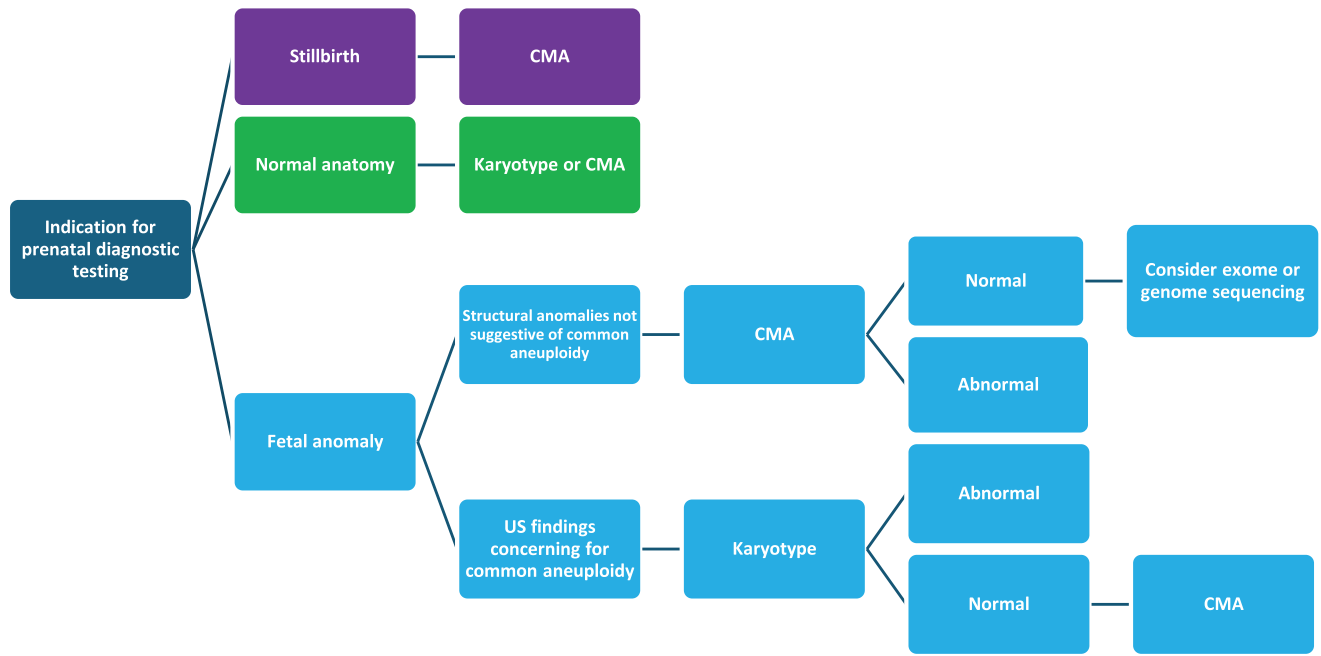 Stillbirth
CMA
Normal anatomy
Karyotype or CMA
Indication for
prenatal diagnostic
testing
Fetal anomaly
Structural anomalies not
suggestive of common
aneuploidy
CMA
Normal
Consider exome or
genome sequencing
Abnormal
US findings
concerning for
common aneuploidy
Karyotype
Abnormal
Normal
CMA